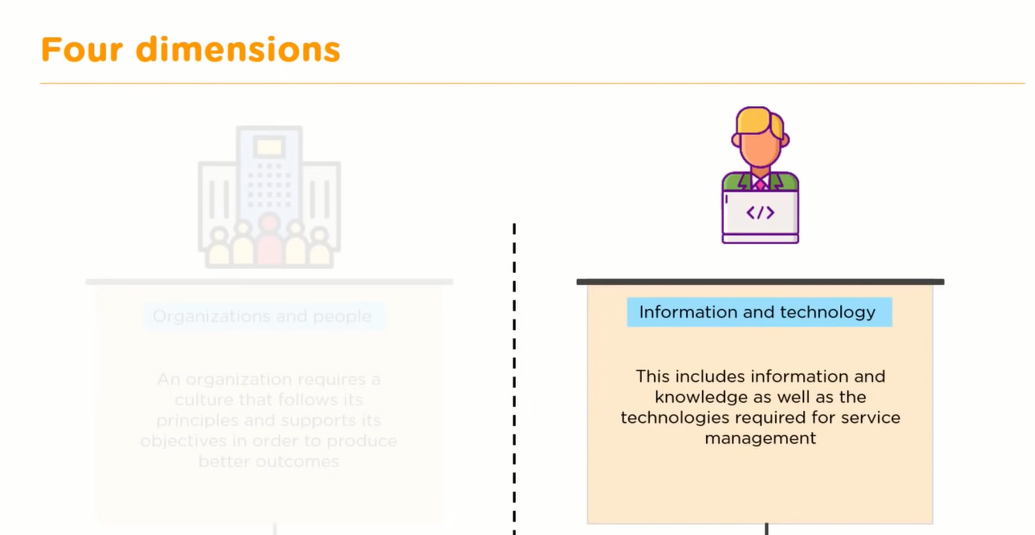 Four dimensions
</>
Organizations and people
An organization requires a
culture that follows its
principles and supports its
objectives in order to produce
better outcomes
Information and technology
This includes information and
knowledge as well as the
technologies required for service
management